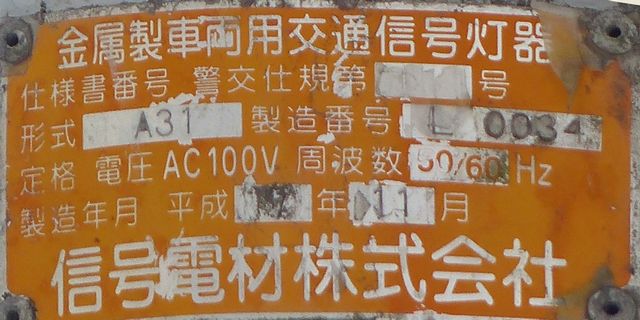 金属製車両用交通信号灯器
仕様書番号 警交仕規第 号
形式 A31 製造番号 L 0034
定格 電圧 AC100V 周波数 50/60 Hz
製造年月 平成 年 11 月
信号電材株式会社